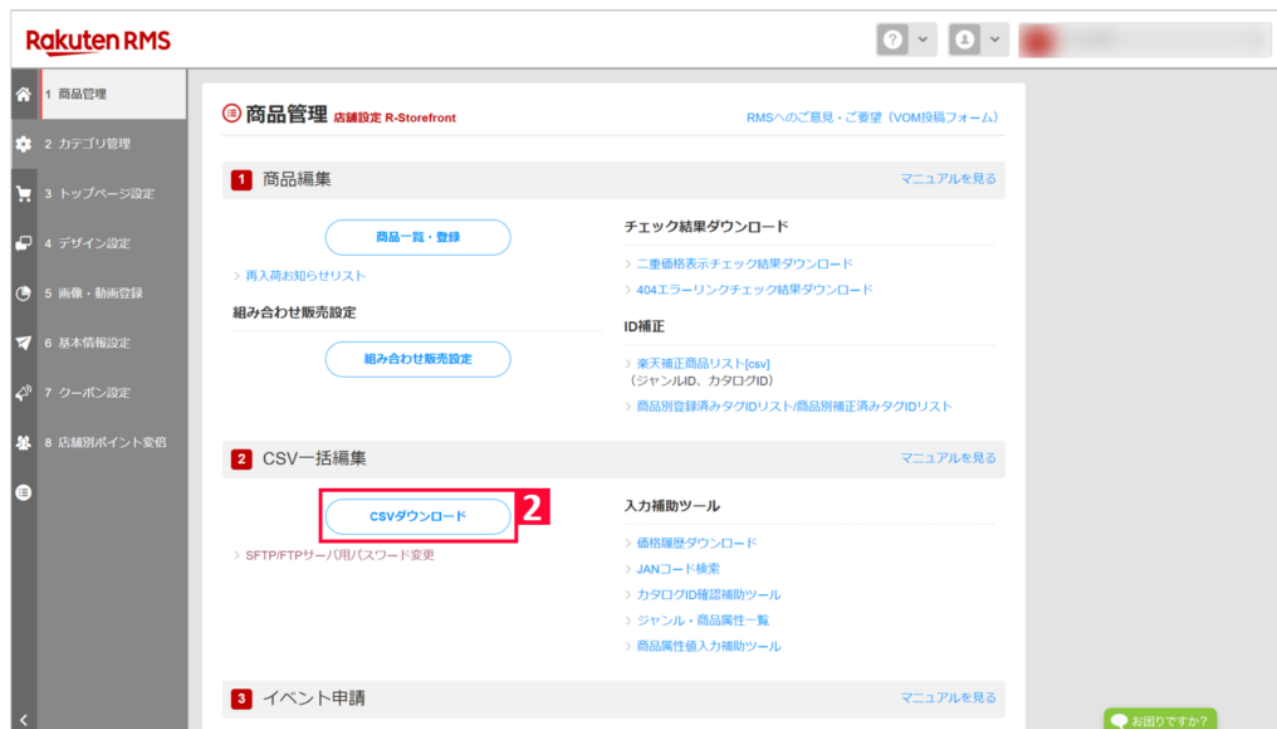 Rakuten RMS
1 商品管理
2 カテゴリ管理
3 トップページ設定
4 デザイン設定
5 画像・動画登録
6 基本情報設定
7 クーポン設定
8 店舗別ポイント変倍
商品管理 店舗設定 R-Storefront
RMSへのご意見・ご要望（VOM投稿フォーム）
1 商品編集
マニュアルを見る
商品一覧・登録
> 再入荷お知らせリスト
組み合わせ販売設定
組み合わせ販売設定
チェック結果ダウンロード
> 二重価格表示チェック結果ダウンロード
> 404エラーリンクチェック結果ダウンロード
ID補正
> 楽天補正商品リスト[csv]
（ジャンルID、カタログID）
> 商品別登録済みタグIDリスト/商品別補正済みタグIDリスト
2 CSV一括編集
マニュアルを見る
CSVダウンロード
2
> SFTP/FTPサーバ用パスワード変更
入力補助ツール
> 価格履歴ダウンロード
> JANコード検索
> カタログID確認補助ツール
> ジャンル・商品属性一覧
> 商品属性値入力補助ツール
3 イベント申請
マニュアルを見る
お困りですか?